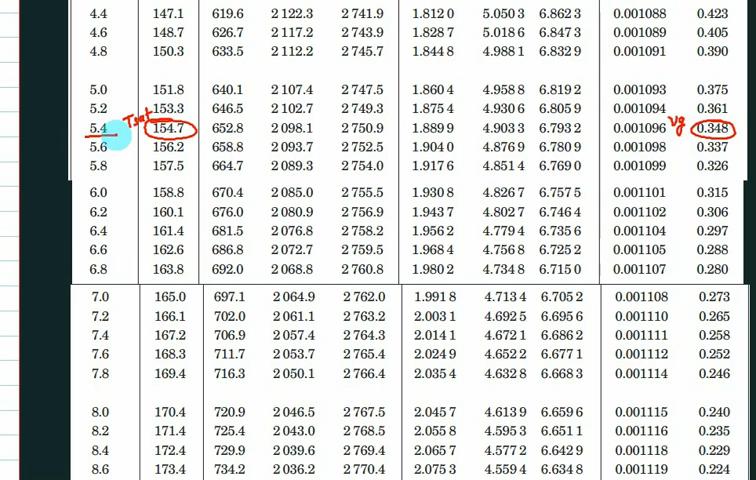 4.4 147.1 619.6 2 122.3 2 741.9 1.812 0 5.050 3 6.862 3 0.001088 0.423
4.6 148.7 626.7 2 117.2 2 743.9 1.828 7 5.018 6 6.847 3 0.001089 0.405
4.8 150.3 633.5 2 112.2 2 745.7 1.844 8 4.988 1 6.832 9 0.001091 0.390
5.0 151.8 640.1 2 107.4 2 747.5 1.860 4 4.958 8 6.819 2 0.001093 0.375
5.2 153.3 646.5 2 102.7 2 749.3 1.875 4 4.930 6 6.805 9 0.001094 0.361
Tsat vg
5.4 154.7 652.8 2 098.1 2 750.9 1.889 9 4.903 3 6.793 2 0.001096 0.348
5.6 156.2 658.8 2 093.7 2 752.5 1.904 0 4.876 9 6.780 9 0.001098 0.337
5.8 157.5 664.7 2 089.3 2 754.0 1.917 6 4.851 4 6.769 0 0.001099 0.326
6.0 158.8 670.4 2 085.0 2 755.5 1.930 8 4.826 7 6.757 5 0.001101 0.315
6.2 160.1 676.0 2 080.9 2 756.9 1.943 7 4.802 7 6.746 4 0.001102 0.306
6.4 161.4 681.5 2 076.8 2 758.2 1.956 2 4.779 4 6.735 6 0.001104 0.297
6.6 162.6 686.8 2 072.7 2 759.5 1.968 4 4.756 8 6.725 2 0.001105 0.288
6.8 163.8 692.0 2 068.8 2 760.8 1.980 2 4.734 8 6.715 0 0.001107 0.280
7.0 165.0 697.1 2 064.9 2 762.0 1.991 8 4.713 4 6.705 2 0.001108 0.273
7.2 166.1 702.0 2 061.1 2 763.2 2.003 1 4.692 5 6.695 6 0.001110 0.265
7.4 167.2 706.9 2 057.4 2 764.3 2.014 1 4.672 1 6.686 2 0.001111 0.258
7.6 168.3 711.7 2 053.7 2 765.4 2.024 9 4.652 2 6.677 1 0.001112 0.252
7.8 169.4 716.3 2 050.1 2 766.4 2.035 4 4.632 8 6.668 3 0.001114 0.246
8.0 170.4 720.9 2 046.5 2 767.5 2.045 7 4.613 9 6.659 6 0.001115 0.240
8.2 171.4 725.4 2 043.0 2 768.5 2.055 8 4.595 3 6.651 1 0.001116 0.235
8.4 172.4 729.9 2 039.6 2 769.4 2.065 7 4.577 2 6.642 9 0.001118 0.229
8.6 173.4 734.2 2 036.2 2 770.4 2.075 3 4.559 4 6.634 8 0.001119 0.224